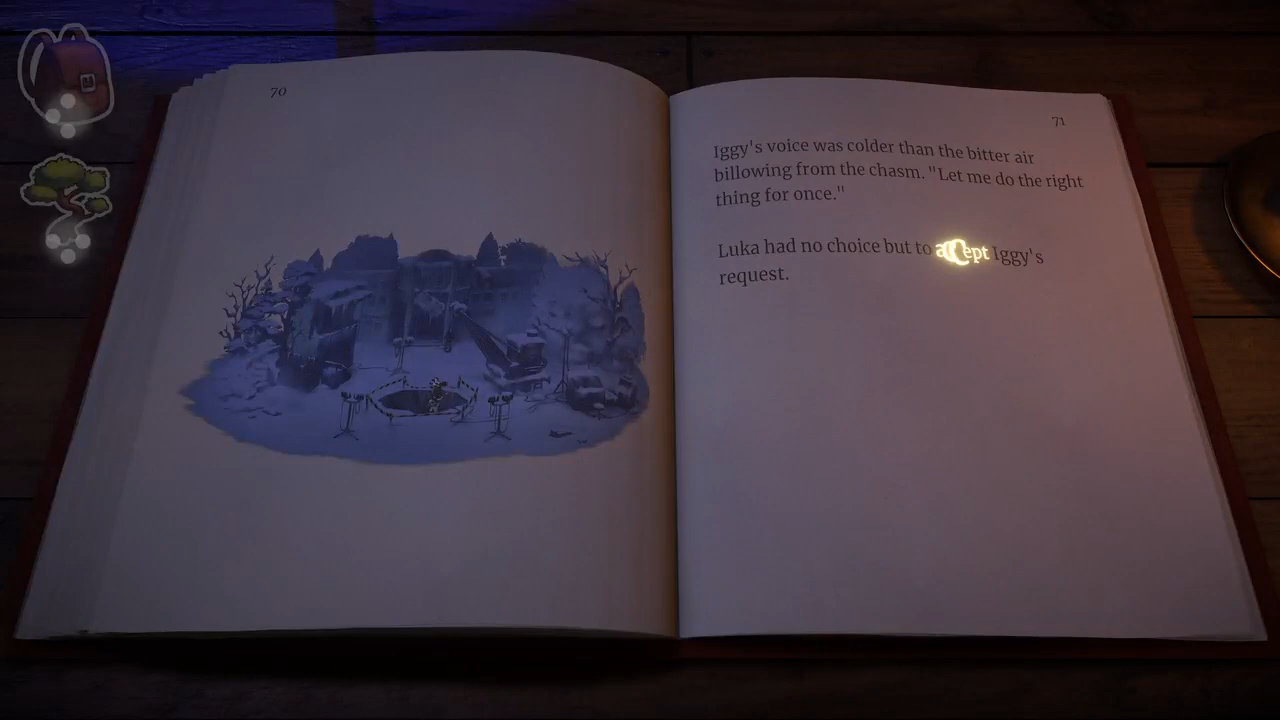 70
71
Iggy's voice was colder than the bitter air
billowing from the chasm. "Let me do the right
thing for once."
Luka had no choice but to accept Iggy's
request.